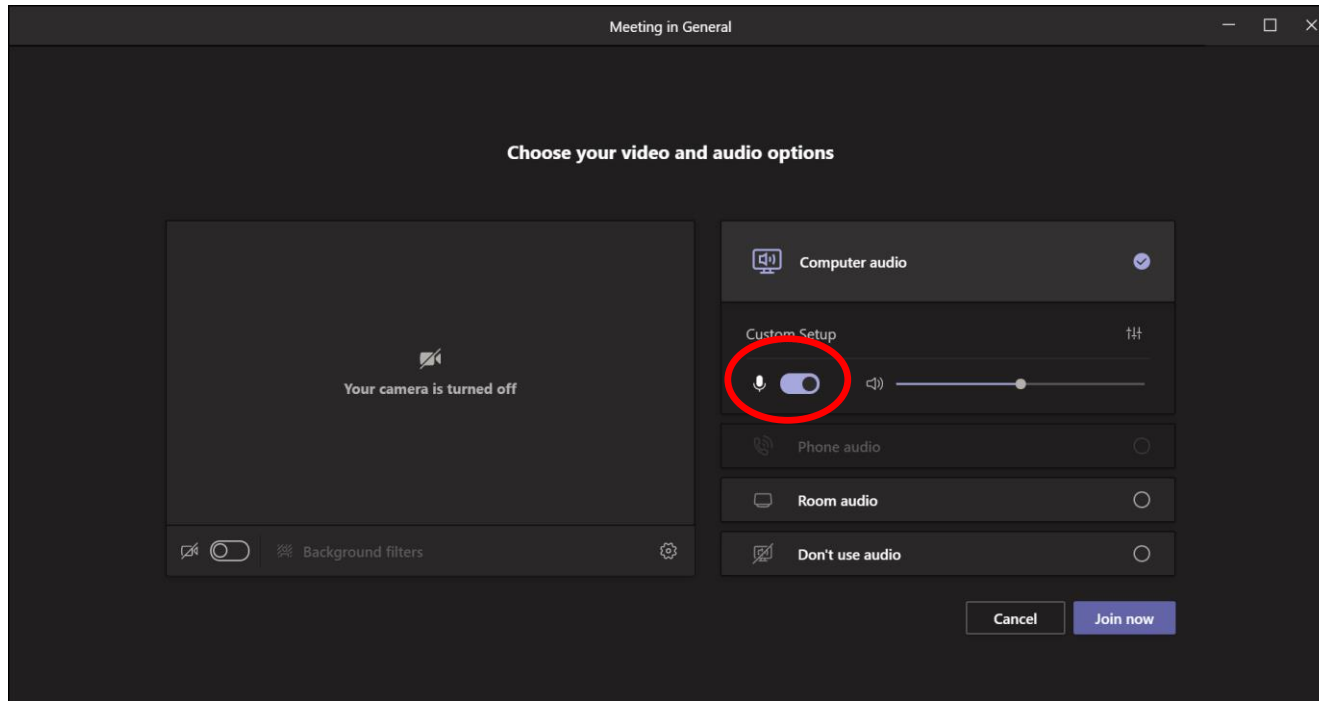 Meeting in General
Choose your video and audio options
Your camera is turned off
Background filters
Computer audio
Custom Setup
Phone audio
Room audio
Don't use audio
Cancel
Join now